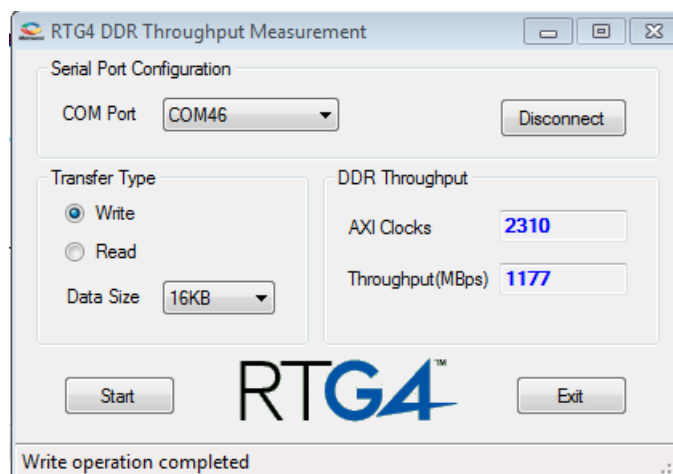 RTG4 DDR Throughput Measurement
Serial Port Configuration
COM Port COM46 Disconnect
Transfer Type
Write
Read
Data Size 16KB
DDR Throughput
AXI Clocks 2310
Throughput(MBps) 1177
Start RTG4™ Exit
Write operation completed